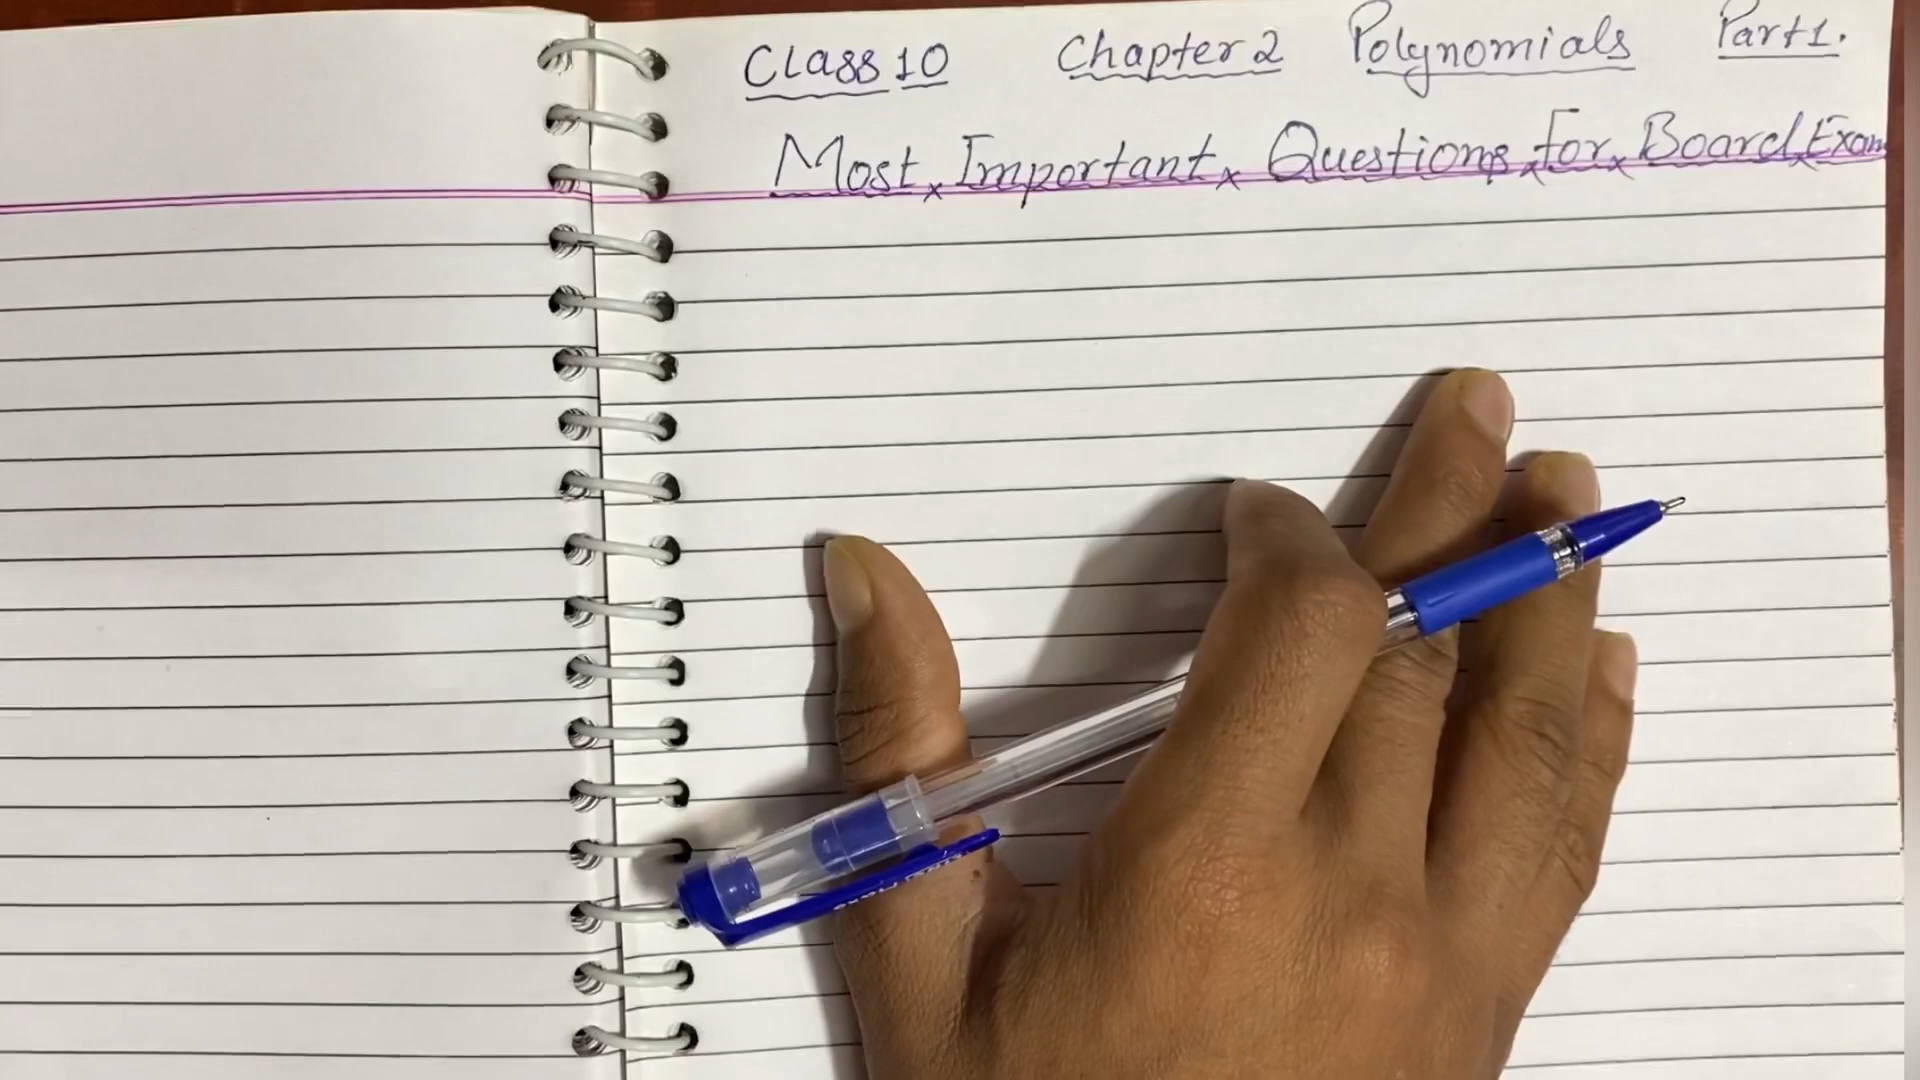 Class 10 Chapter 2 Polynomials Part 1.
Most Important Questions for Board Exam